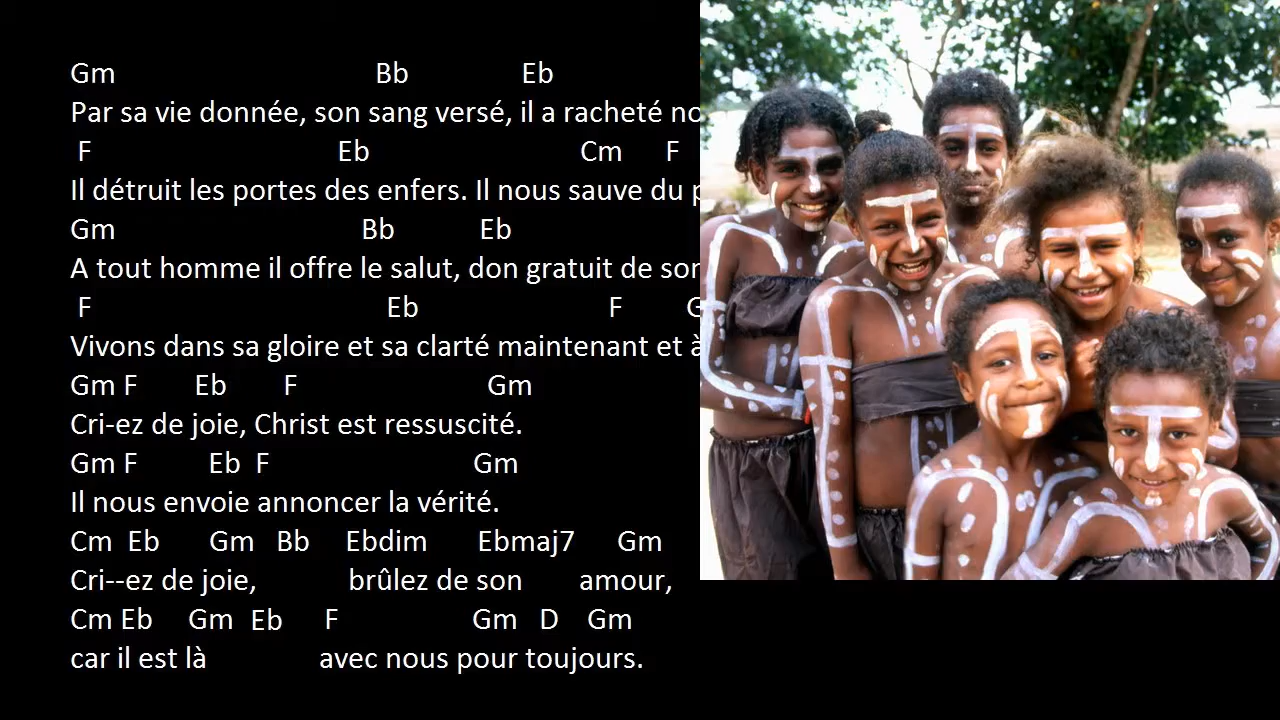 Gm Bb Eb
Par sa vie donnée, son sang versé, il a racheté no
F Eb Cm F
Il détruit les portes des enfers. Il nous sauve du
Gm Bb Eb
A tout homme il offre le salut, don gratuit de son
F Eb F G
Vivons dans sa gloire et sa clarté maintenant et à
Gm F Eb F Gm
Cri-ez de joie, Christ est ressuscité.
Gm F Eb F Gm
Il nous envoie annoncer la vérité.
Cm Eb Gm Bb Ebdim Ebmaj7 Gm
Cri--ez de joie, brûlez de son amour,
Cm Eb Gm Eb F Gm D Gm
car il est là avec nous pour toujours.